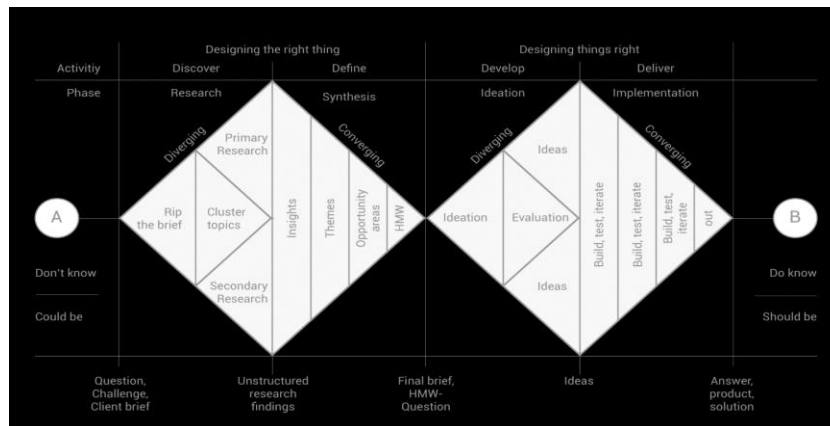 Designing the right thing
Designing things right
Activitiy
Discover
Define
Develop
Deliver
Phase
Research
Synthesis
Ideation
Implementation
Diverging
Converging
Diverging
Converging
Primary
Research
Ideas
A
Rip
the brief
Cluster
topics
Insights
Themes
Opportunity
areas
HMW
Ideation
Evaluation
Build, test, iterate
Build, test, iterate
Build, test,
iterate
out
B
Secondary
Research
Ideas
Don't know
Do know
Could be
Should be
Question,
Challenge,
Client brief
Unstructured
research
findings
Final brief,
HMW-
Question
Ideas
Answer,
product,
solution